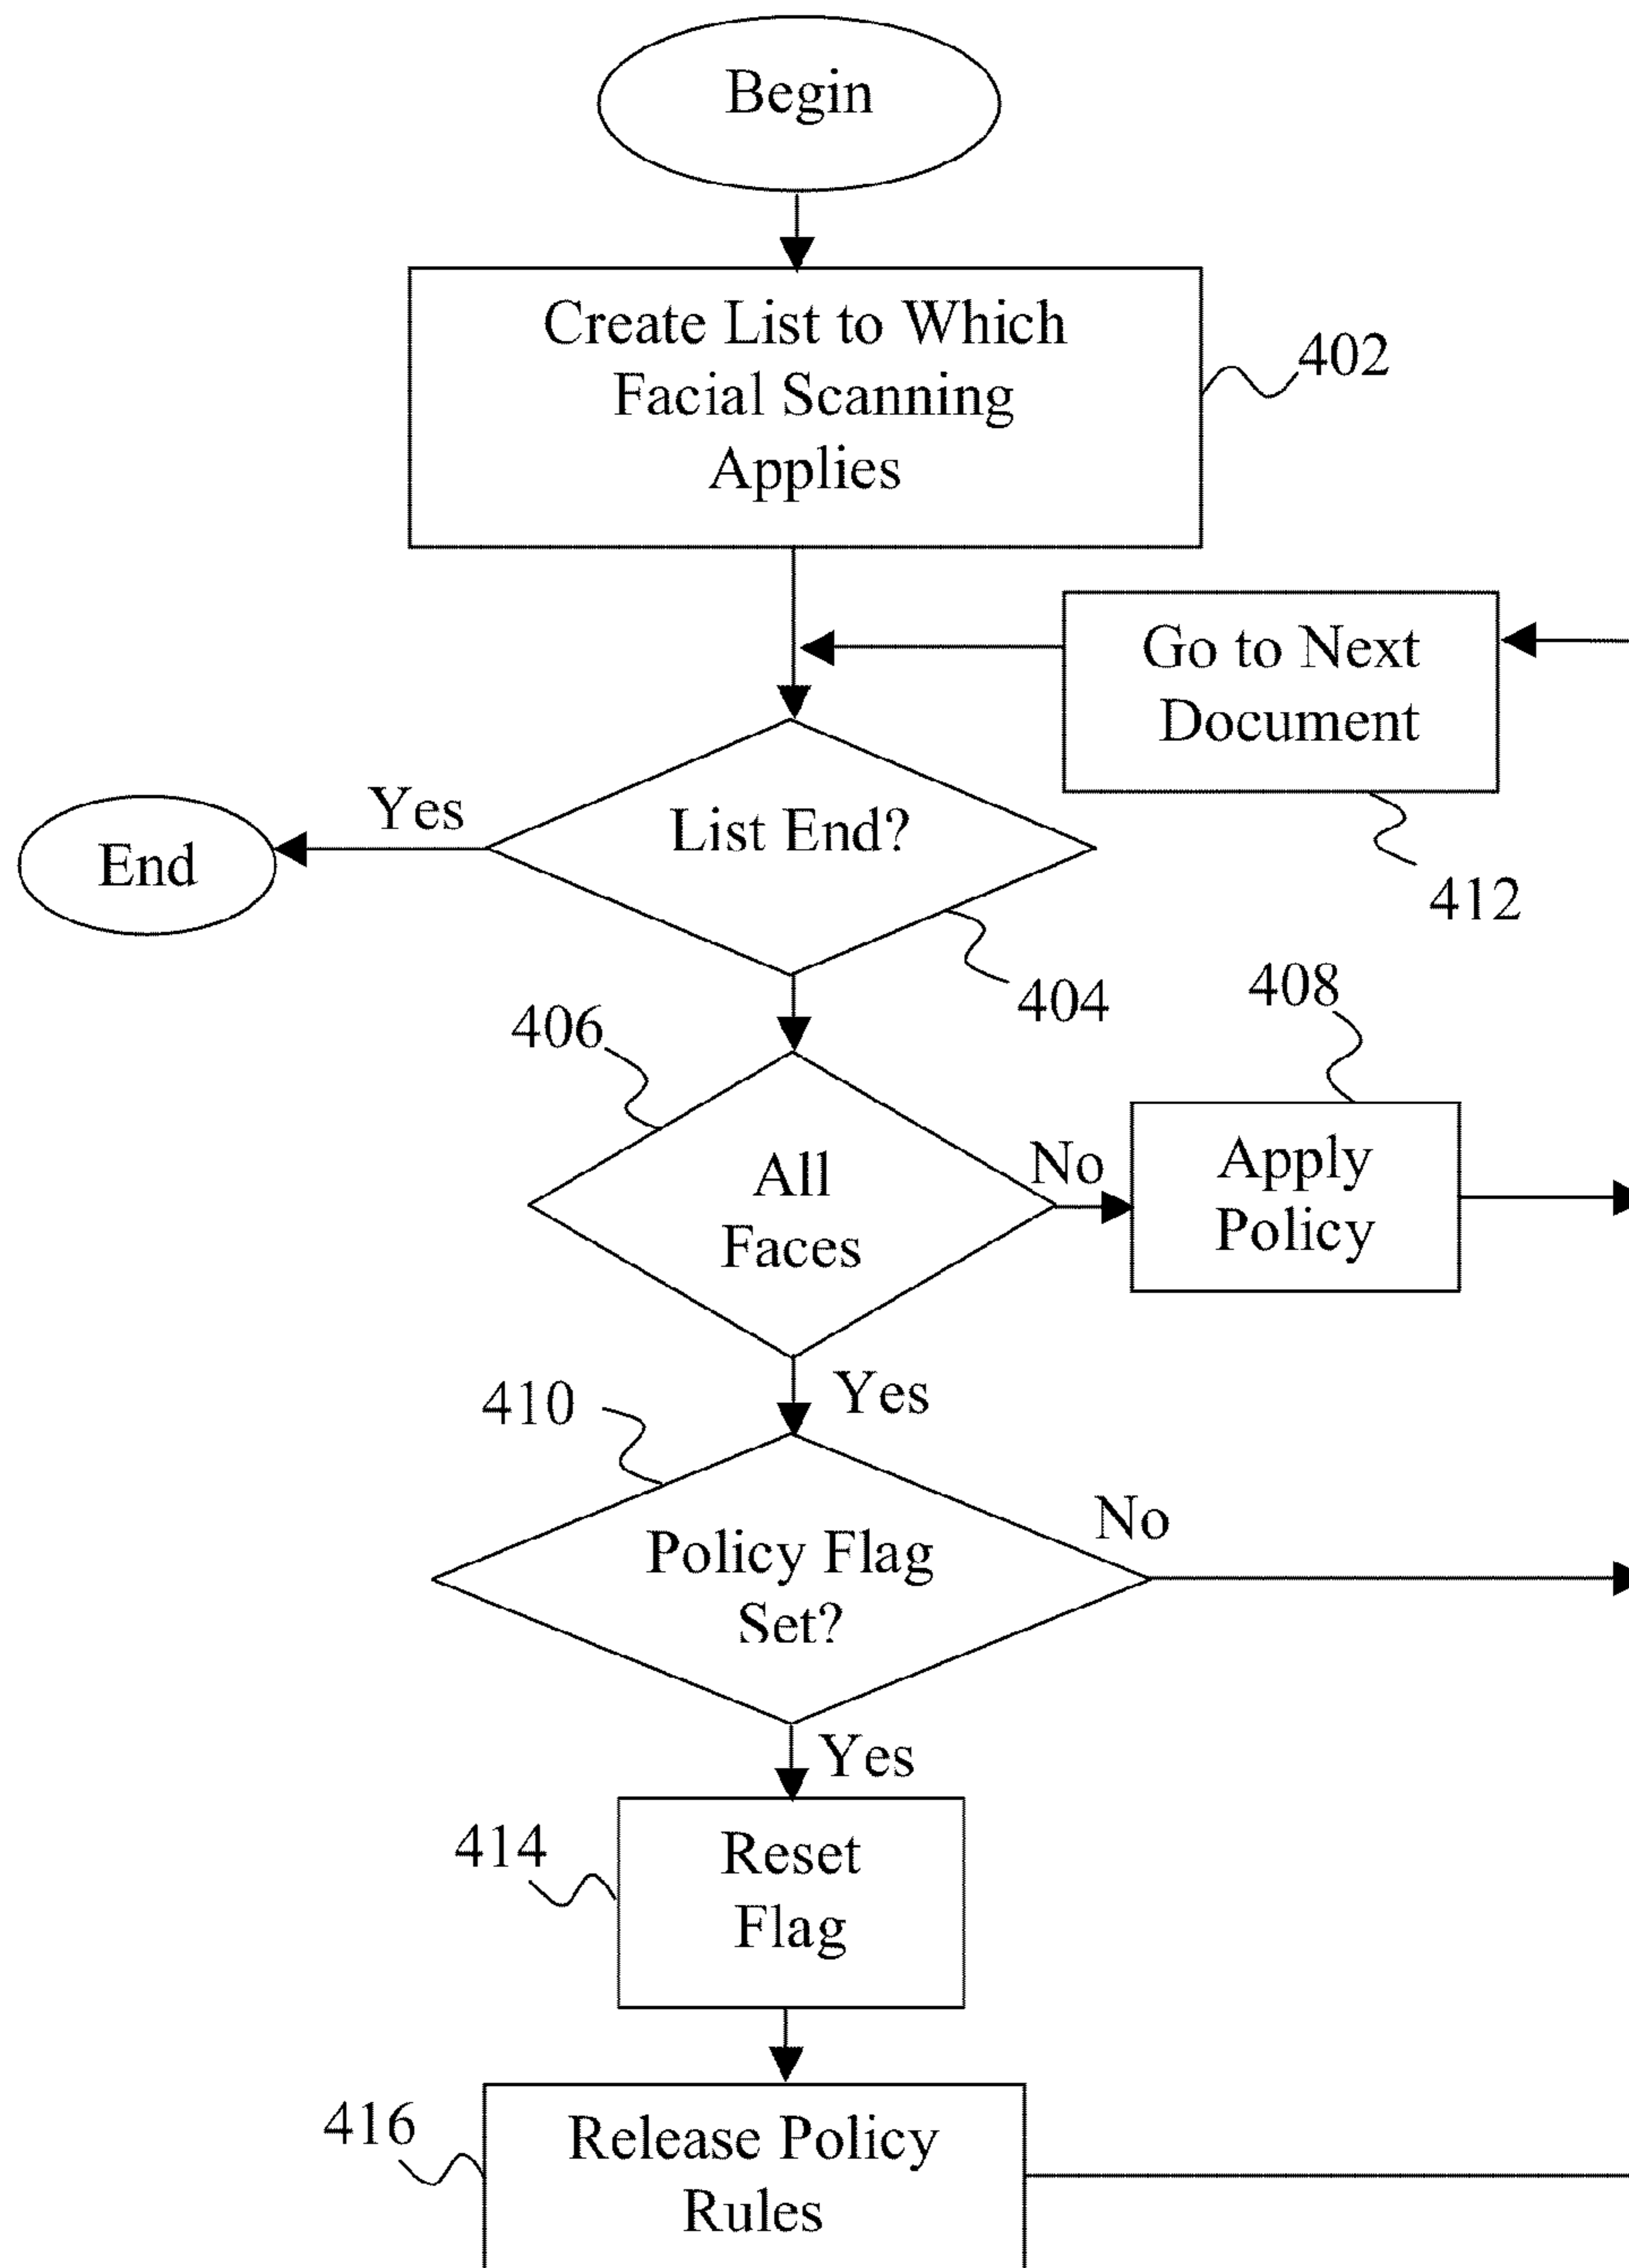 Begin
Create List to Which
Facial Scanning
Applies
402
Go to Next
Document
412
List End?
Yes
End
404
406
408
All
Faces
No
Apply
Policy
Yes
410
Policy Flag
Set?
No
Yes
414
Reset
Flag
416
Release Policy
Rules